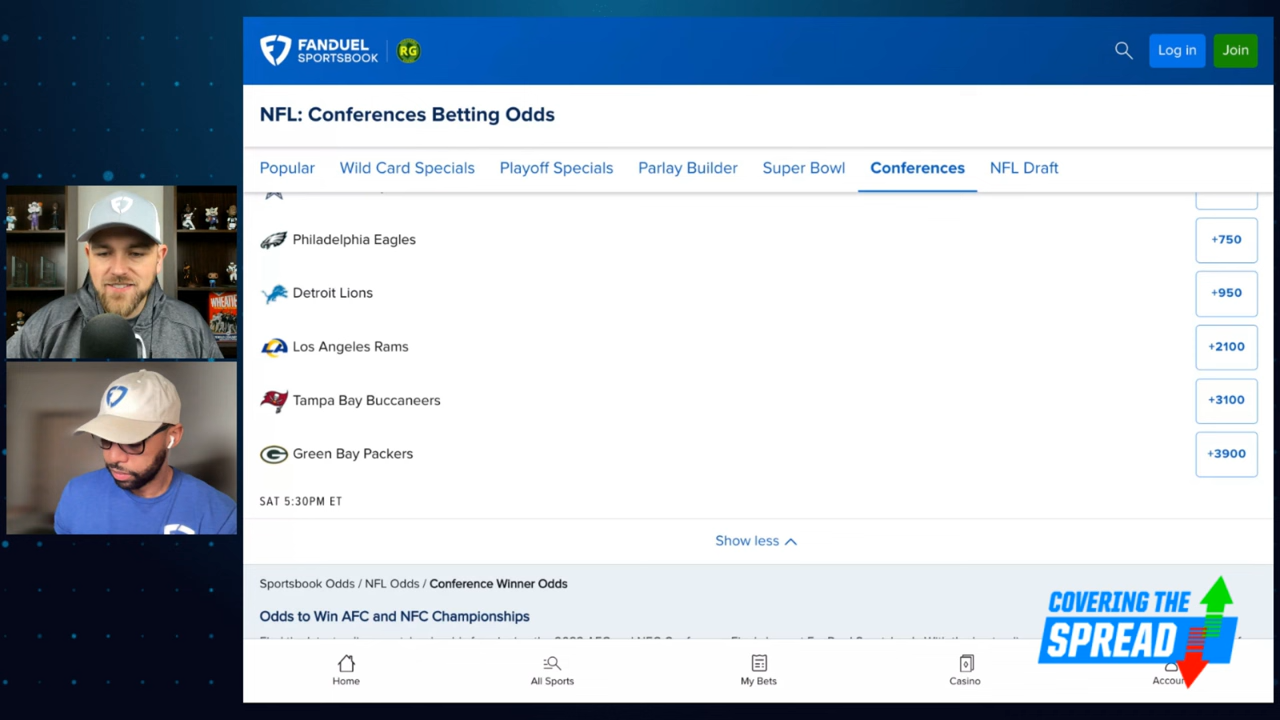 FANDUEL
SPORTSBOOK
RG
Log in
Join
NFL: Conferences Betting Odds
Popular
Wild Card Specials
Playoff Specials
Parlay Builder
Super Bowl
Conferences
NFL Draft
Philadelphia Eagles
+750
Detroit Lions
+950
Los Angeles Rams
+2100
Tampa Bay Buccaneers
+3100
Green Bay Packers
+3900
SAT 5:30PM ET
Show less
Sportsbook Odds / NFL Odds / Conference Winner Odds
Odds to Win AFC and NFC Championships
COVERING THE
SPREAD
Home
All Sports
My Bets
Casino
WHEATIES